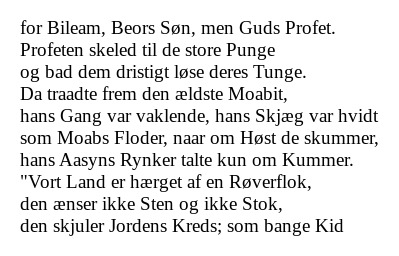 for Bileam, Beors Søn, men Guds Profet.
Profeten skeled til de store Punge
og bad dem dristigt løse deres Tunge.
Da traadte frem den ældste Moabit,
hans Gang var vaklende, hans Skjæg var hvidt
som Moabs Floder, naar om Høst de skummer,
hans Aasyns Rynker talte kun om Kummer.
"Vort Land er hærget af en Røverflok,
den ænser ikke Sten og ikke Stok,
den skjuler Jordens Kreds; som bange Kid